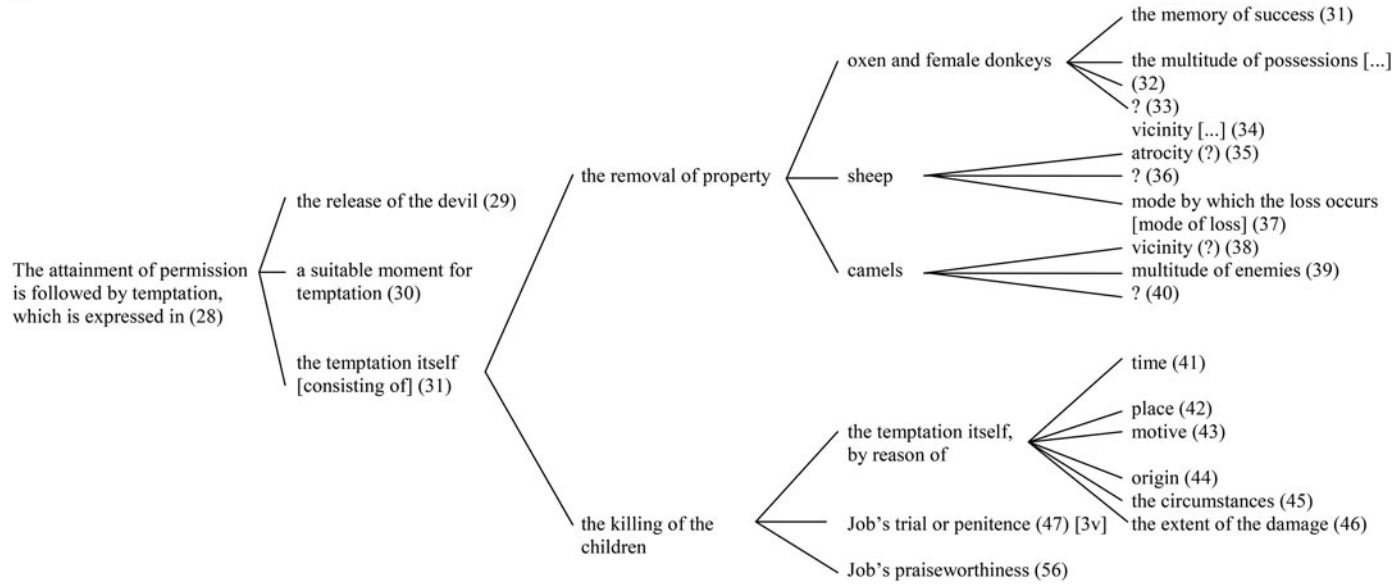 The attainment of permission
is followed by temptation,
which is expressed in (28)
the release of the devil (29)
a suitable moment for
temptation (30)
the temptation itself
[consisting of] (31)
the removal of property
oxen and female donkeys
the memory of success (31)
the multitude of possessions [...]
(32)
? (33)
vicinity [...] (34)
sheep
atrocity (?) (35)
? (36)
mode by which the loss occurs
[mode of loss] (37)
camels
vicinity (?) (38)
multitude of enemies (39)
? (40)
the killing of the
children
the temptation itself,
by reason of
time (41)
place (42)
motive (43)
origin (44)
the circumstances (45)
the extent of the damage (46)
Job's trial or penitence (47) [3v]
Job's praiseworthiness (56)